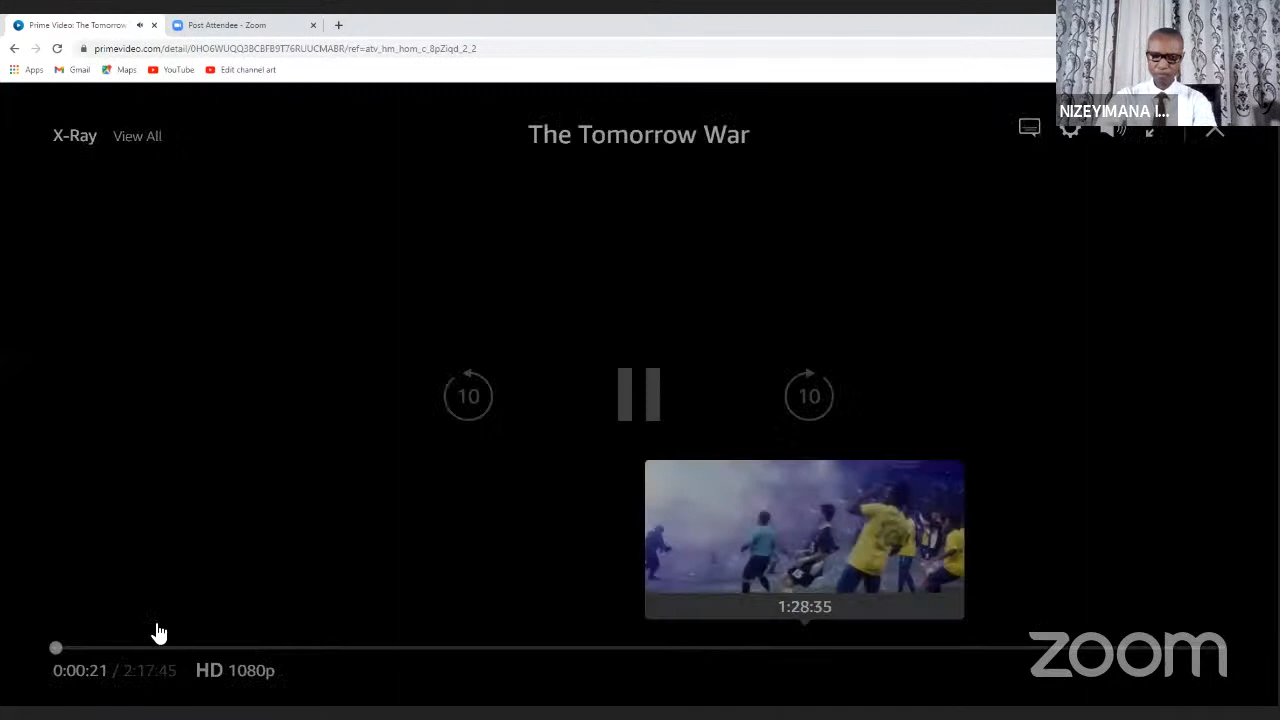 Prime Video: The Tomorrow
Post Attendee - Zoom
primevideo.com/detail/0HO6WUQQ3BCBFB9T76RUUCMABR/ref=atv_hm_hom_c_8pZiqd_2_2
Apps
Gmail
Maps
YouTube
Edit channel art
NIZEYIMANA I...
X-Ray View All
The Tomorrow War
10
10
1:28:35
0:00:21 / 2:17:45 HD 1080p
zoom